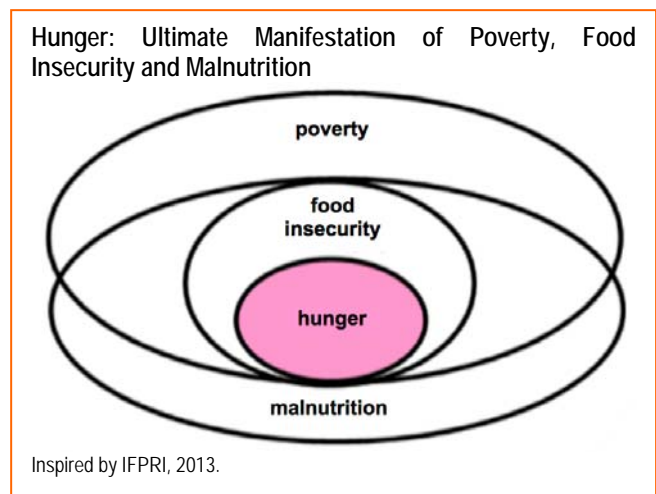 Hunger: Ultimate Manifestation of Poverty, Food
Insecurity and Malnutrition
poverty
food
insecurity
hunger
malnutrition
Inspired by IFPRI, 2013.